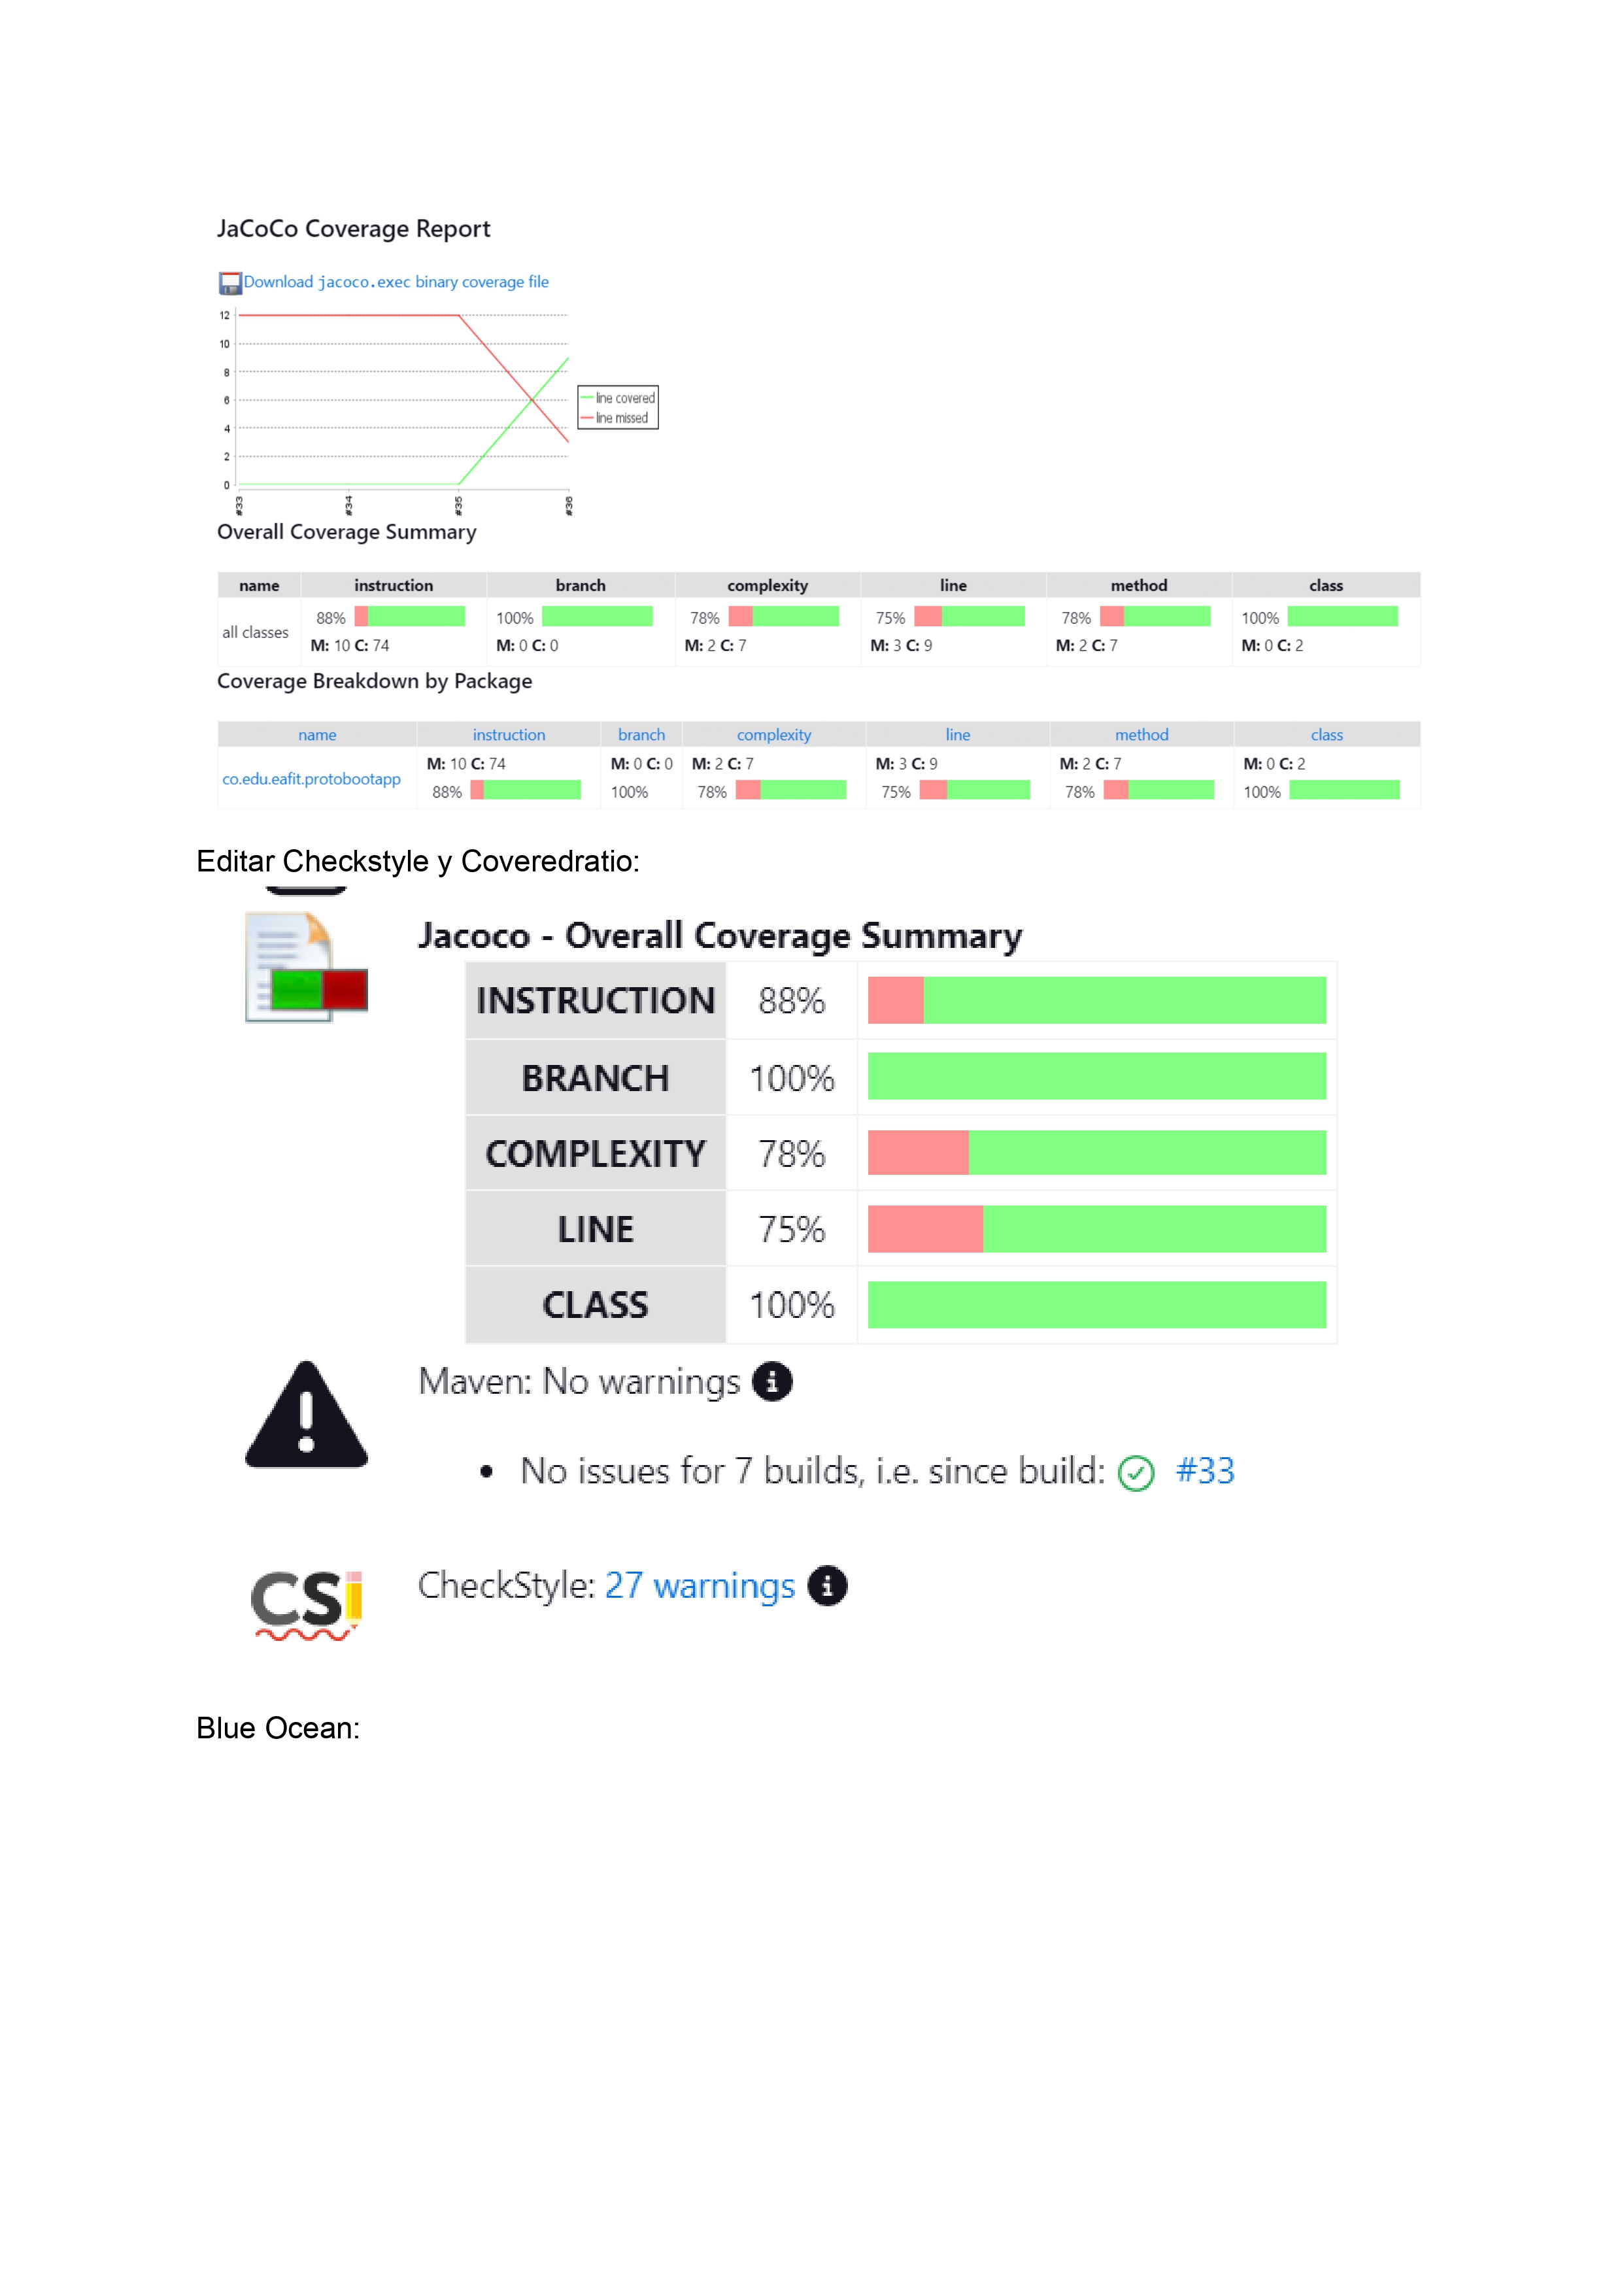 JaCoCo Coverage Report
Download jacoco.exec binary coverage file
12
10
8
6
4
2
0
#33 #34 #35 #36
line covered
line missed
Overall Coverage Summary
name instruction branch complexity line method class
88% 100% 78% 75% 78% 100%
all classes
M: 10 C: 74 M: 0 C: 0 M: 2 C: 7 M: 3 C: 9 M: 2 C: 7 M: 0 C: 2
Coverage Breakdown by Package
name instruction branch complexity line method class
M: 10 C: 74 M: 0 C: 0 M: 2 C: 7 M: 3 C: 9 M: 2 C: 7 M: 0 C: 2
co.edu.eafit.protobootapp
88% 100% 78% 75% 78% 100%
Editar Checkstyle y Coveredratio:
Jacoco - Overall Coverage Summary
INSTRUCTION 88%
BRANCH 100%
COMPLEXITY 78%
LINE 75%
CLASS 100%
Maven: No warnings
• No issues for 7 builds, i.e. since build: #33
CSi
CheckStyle: 27 warnings
Blue Ocean: